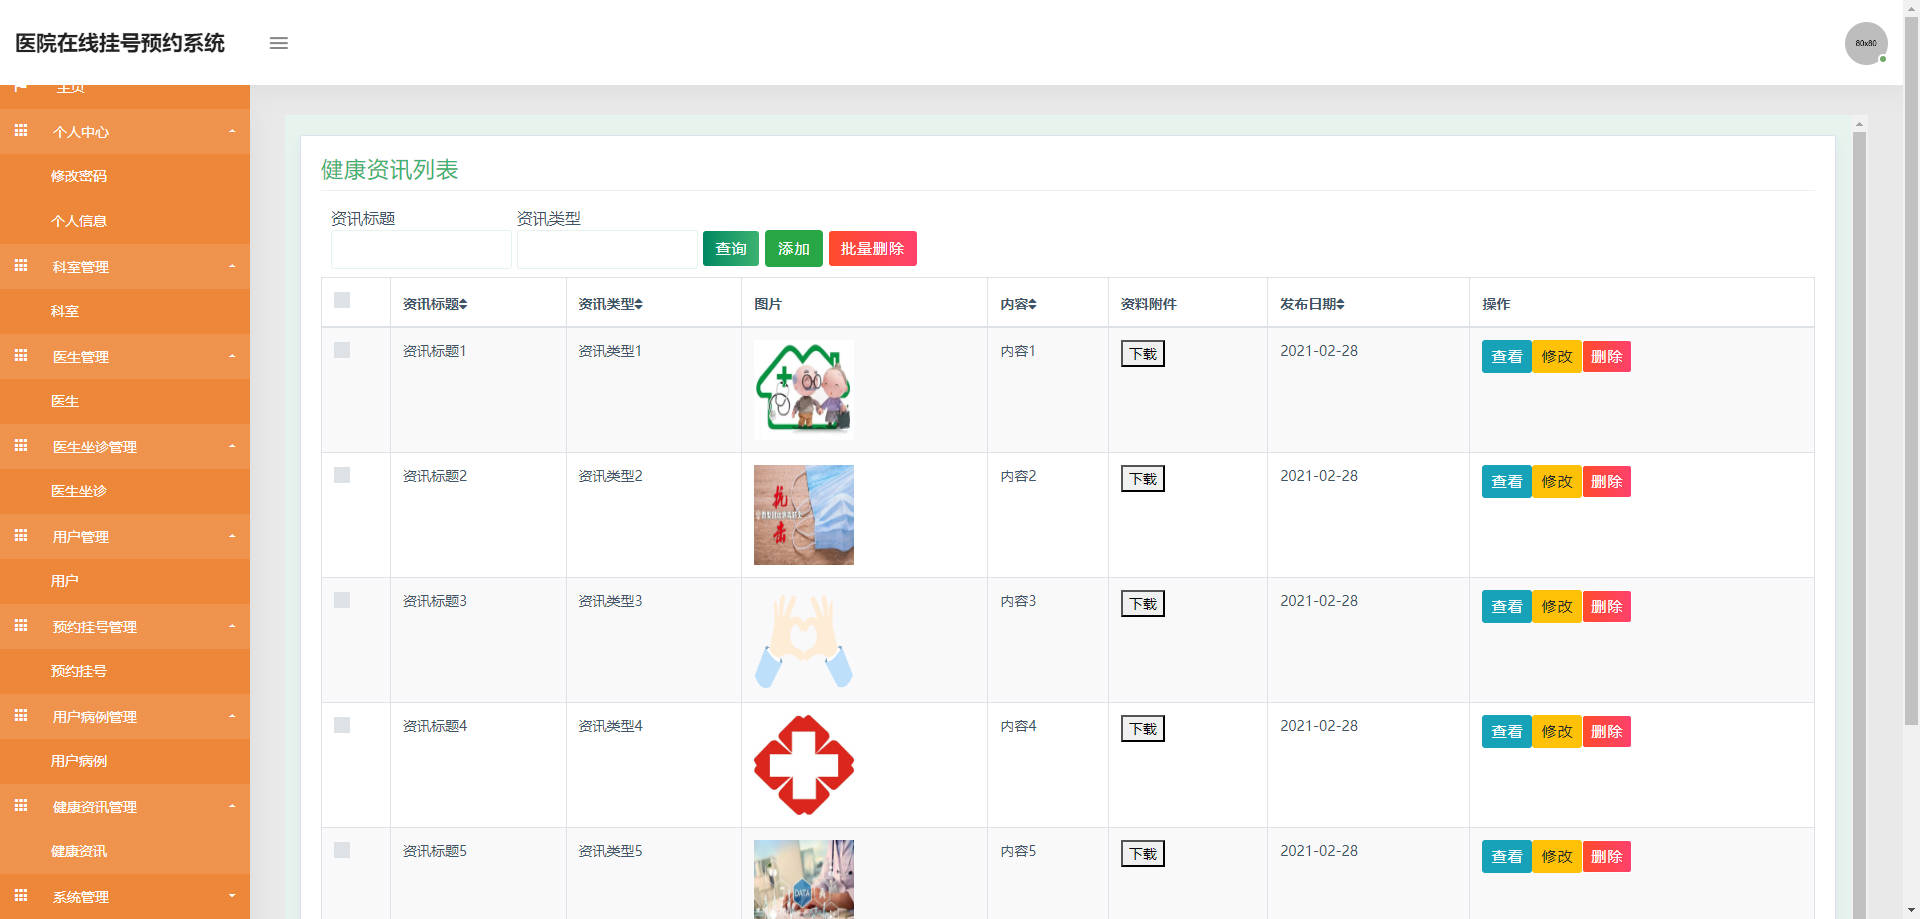 医院在线挂号预约系统
80x80
主页
个人中心
修改密码
个人信息
科室管理
科室
医生管理
医生
医生坐诊管理
医生坐诊
用户管理
用户
预约挂号管理
预约挂号
用户病例管理
用户病例
健康资讯管理
健康资讯
系统管理
健康资讯列表
资讯标题 资讯类型
查询 添加 批量删除
资讯标题 资讯类型 图片 内容 资料附件 发布日期 操作
资讯标题1 资讯类型1 内容1 下载 2021-02-28 查看 修改 删除
资讯标题2 资讯类型2 抗击 内容2 下载 2021-02-28 查看 修改 删除
资讯标题3 资讯类型3 内容3 下载 2021-02-28 查看 修改 删除
资讯标题4 资讯类型4 内容4 下载 2021-02-28 查看 修改 删除
资讯标题5 资讯类型5 DATA 内容5 下载 2021-02-28 查看 修改 删除